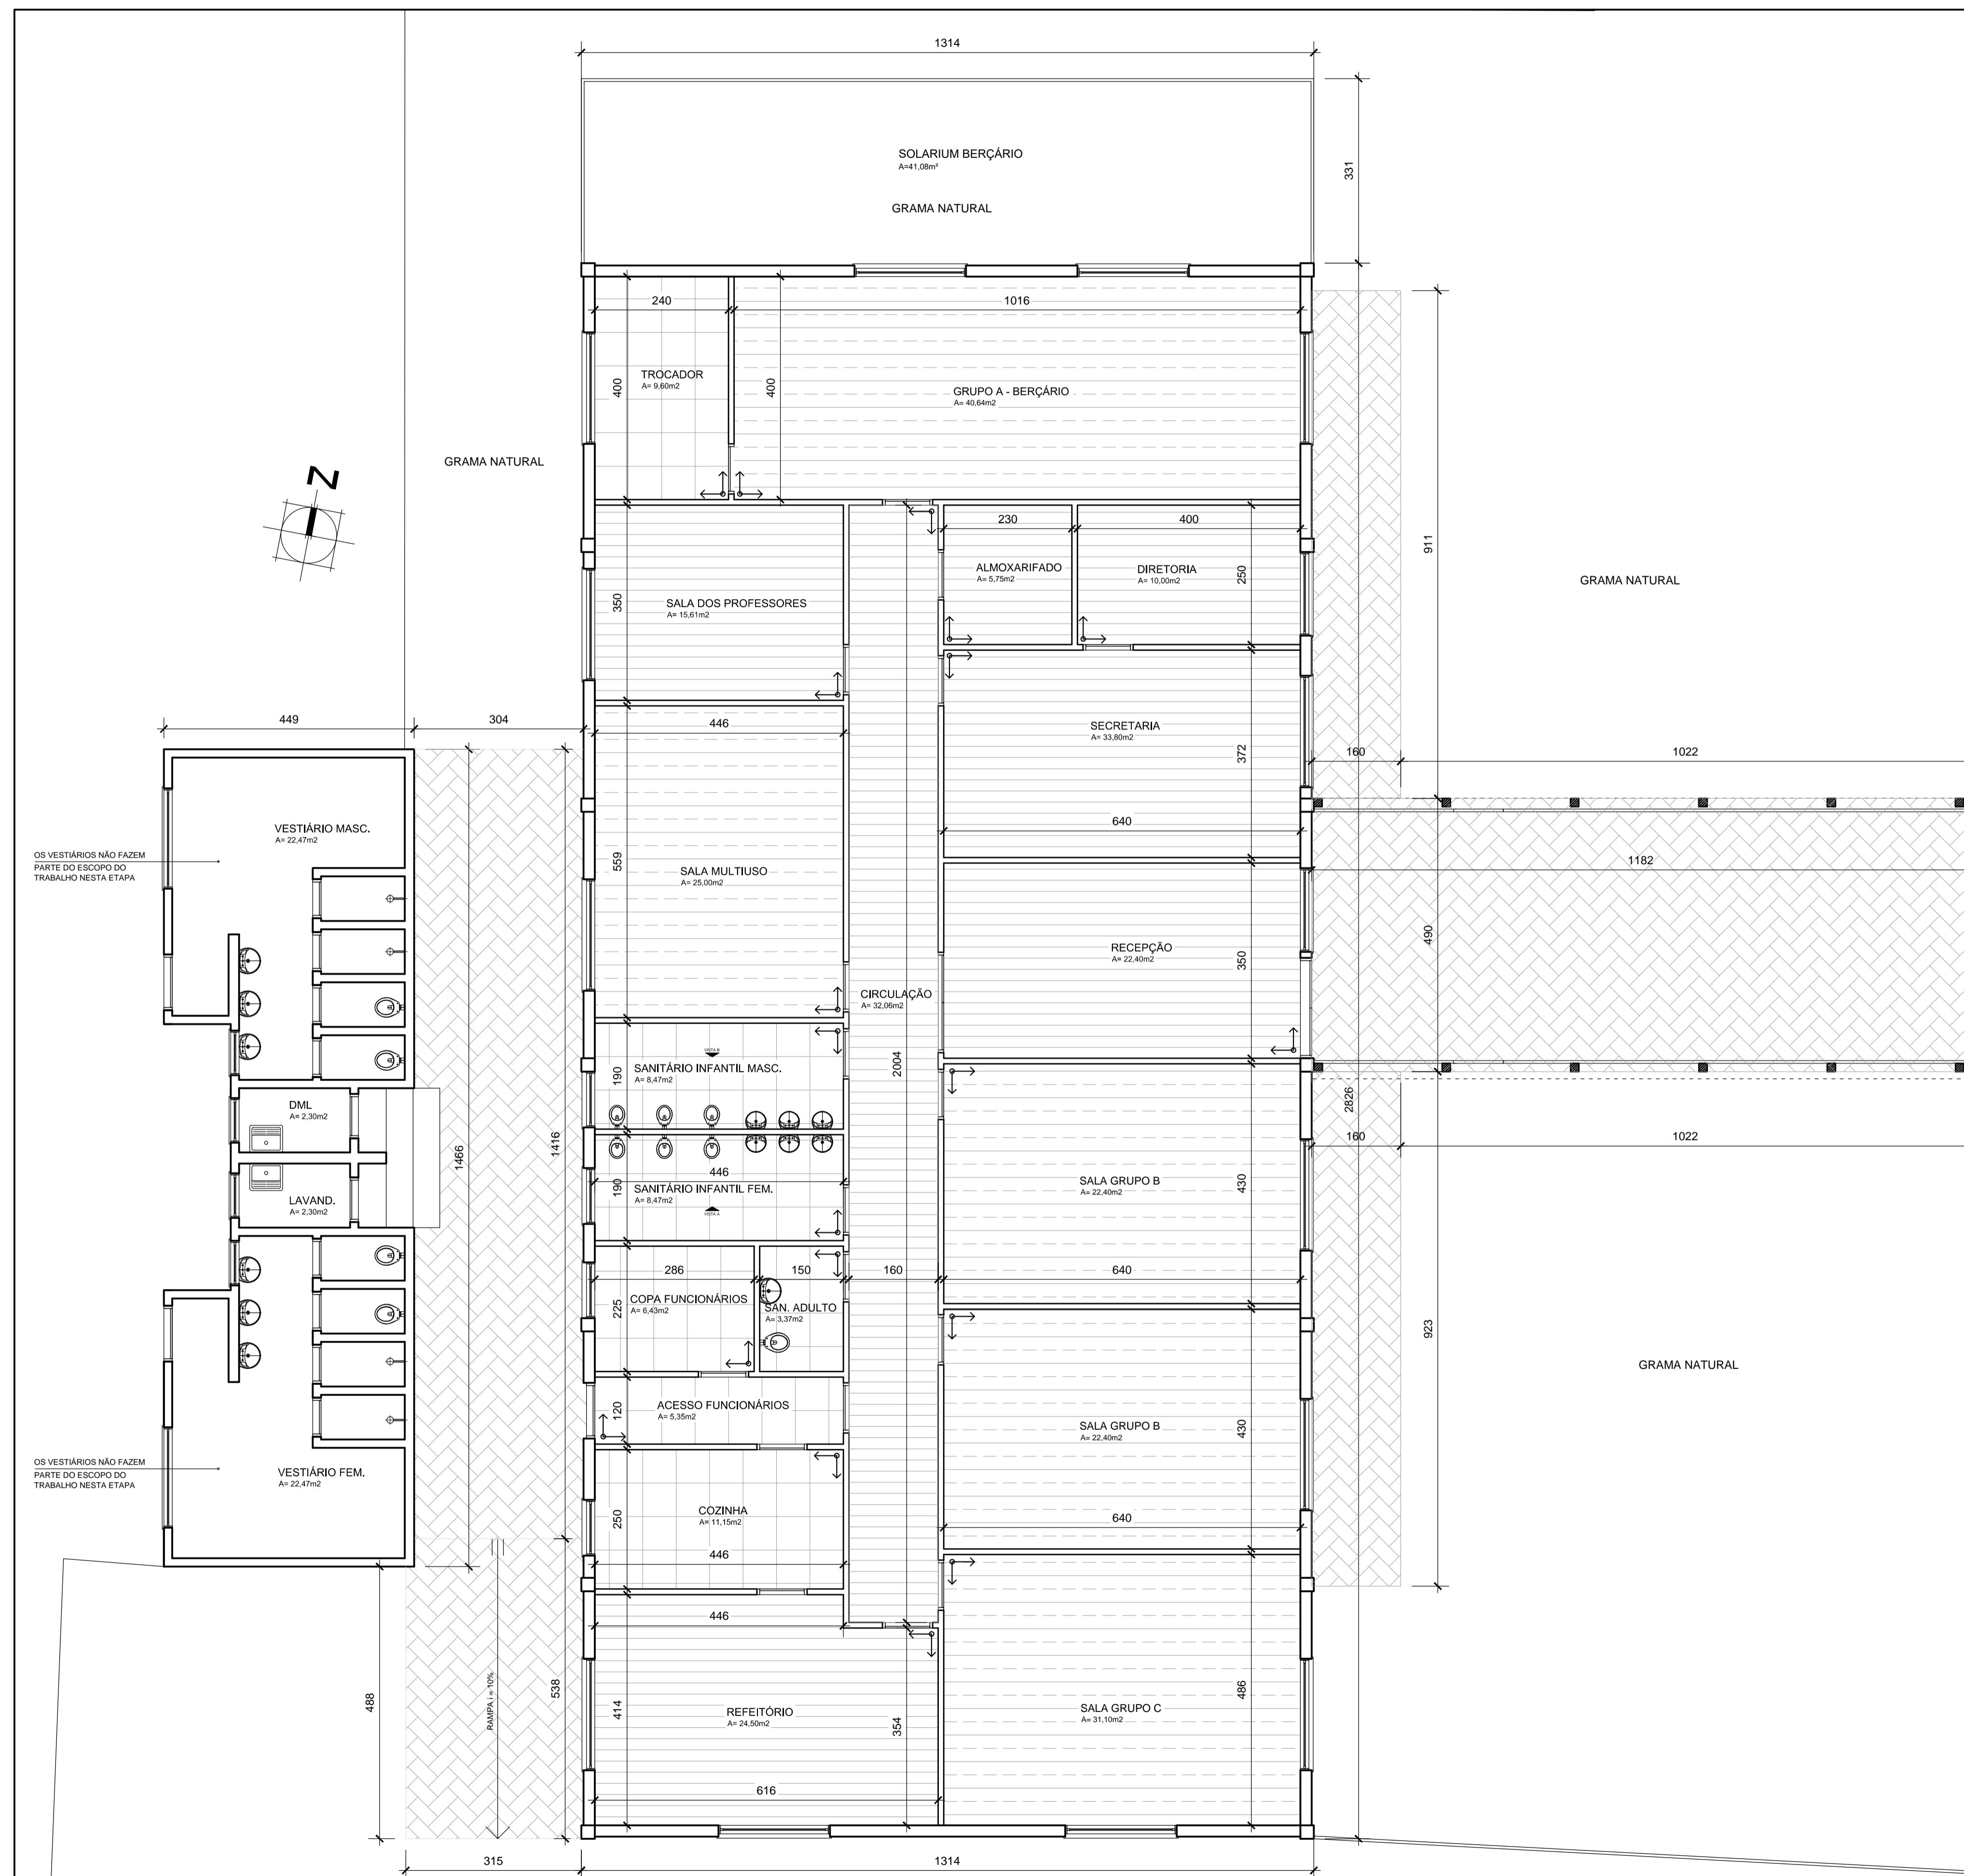 1314
SOLARIUM BERÇÁRIO
A=41,08m²
GRAMA NATURAL
331
240
1016
TROCADOR
A= 9,60m2
400
400
GRUPO A - BERÇÁRIO
A= 40,64m2
GRAMA NATURAL
N
230
400
911
ALMOXARIFADO
A= 5,75m2
DIRETORIA
A= 10,00m2
250
GRAMA NATURAL
350
SALA DOS PROFESSORES
A= 15,61m2
449
304
446
SECRETARIA
A= 33,80m2
372
160
1022
VESTIÁRIO MASC.
A= 22,47m2
640
OS VESTIÁRIOS NÃO FAZEM
PARTE DO ESCOPO DO
TRABALHO NESTA ETAPA
559
SALA MULTIUSO
A= 25,00m2
1182
RECEPÇÃO
A= 22,40m2
350
490
CIRCULAÇÃO
A= 32,06m2
VISTA B
SANITÁRIO INFANTIL MASC.
A= 8,47m2
190
2004
2826
DML
A= 2,30m2
1466
1416
160
1022
446
SANITÁRIO INFANTIL FEM.
A= 8,47m2
190
VISTA A
SALA GRUPO B
A= 22,40m2
430
LAVAND.
A= 2,30m2
286
150
160
640
COPA FUNCIONÁRIOS
A= 6,43m2
225
SAN. ADULTO
A= 3,37m2
923
GRAMA NATURAL
ACESSO FUNCIONÁRIOS
A= 5,35m2
120
SALA GRUPO B
A= 22,40m2
430
OS VESTIÁRIOS NÃO FAZEM
PARTE DO ESCOPO DO
TRABALHO NESTA ETAPA
VESTIÁRIO FEM.
A= 22,47m2
COZINHA
A= 11,15m2
250
640
446
446
488
RAMPA i = 10%
538
414
REFEITÓRIO
A= 24,50m2
354
SALA GRUPO C
A= 31,10m2
486
616
315
1314